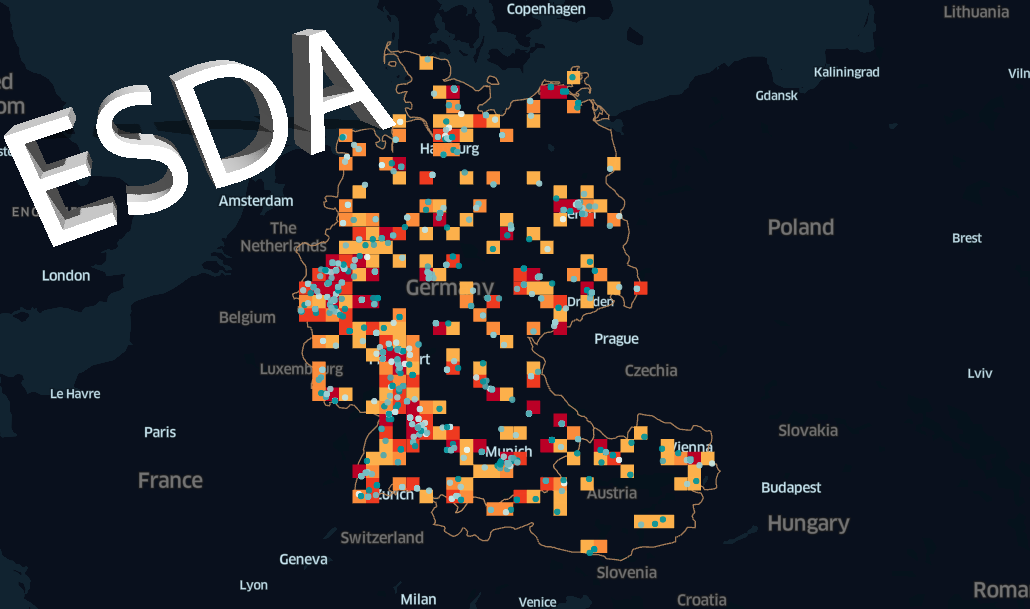 Copenhagen
Lithuania
ESDA
Kaliningrad
Gdansk
Hamburg
Amsterdam
The
Netherlands
Poland
Brest
London
Germany
Dresden
Belgium
Prague
Luxembourg
Czechia
Lviv
Le Havre
Paris
Slovakia
Munich
Vienna
France
Zurich
Austria
Budapest
Hungary
Switzerland
Geneva
Slovenia
Lyon
Milan
Venice
Croatia
Roma